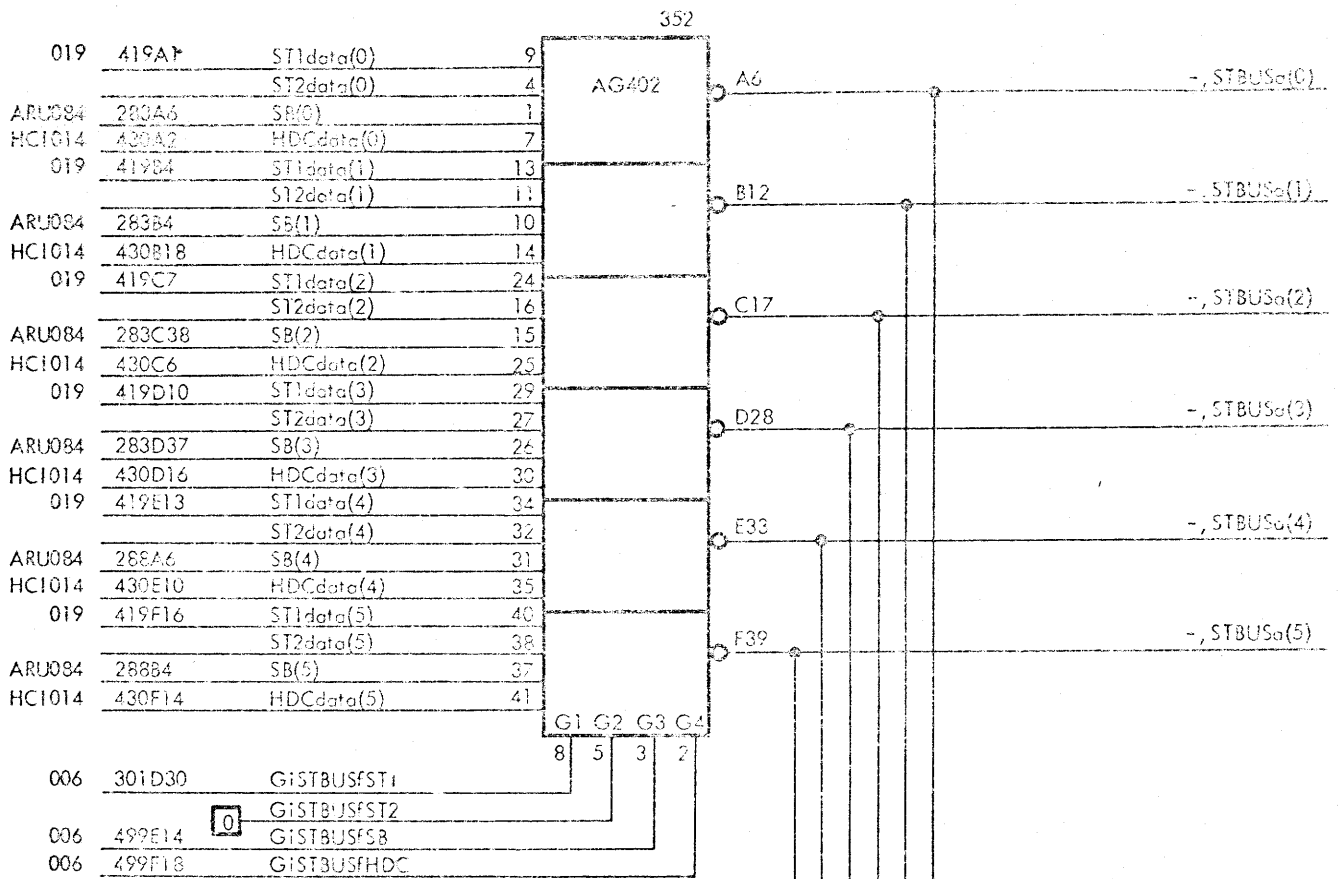 352
019 419A1 ST1data(0) 9
ST2data(0) 4 AG402 A6 -, STBUSa(0)
ARU084 283A6 SB(0) 1
HCI014 430A2 HDCdata(0) 7
019 419B4 ST1data(1) 13
ST2data(1) 11 B12 -, STBUSa(1)
ARU084 283B4 SB(1) 10
HCI014 430B18 HDCdata(1) 14
019 419C7 ST1data(2) 24
ST2data(2) 16 C17 -, STBUSa(2)
ARU084 283C38 SB(2) 15
HCI014 430C6 HDCdata(2) 25
019 419D10 ST1data(3) 29
ST2data(3) 27 D28 -, STBUSa(3)
ARU084 283D37 SB(3) 26
HCI014 430D16 HDCdata(3) 30
019 419E13 ST1data(4) 34
ST2data(4) 32 E33 -, STBUSa(4)
ARU084 288A6 SB(4) 31
HCI014 430E10 HDCdata(4) 35
019 419F16 ST1data(5) 40
ST2data(5) 38 F39 -, STBUSa(5)
ARU084 288B4 SB(5) 37
HCI014 430F14 HDCdata(5) 41
G1 G2 G3 G4
8 5 3 2
006 301D30 GiSTBUSfST1
0 GiSTBUSfST2
006 499E14 GiSTBUSfSB
006 499F18 GiSTBUSfHDC